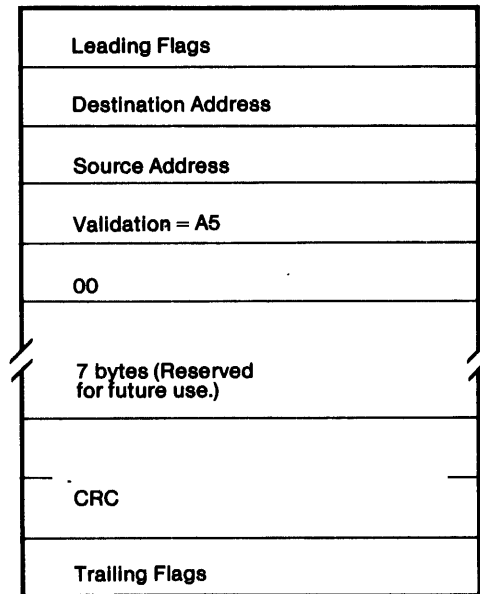 Leading Flags
Destination Address
Source Address
Validation = A5
00
7 bytes (Reserved
for future use.)
CRC
Trailing Flags